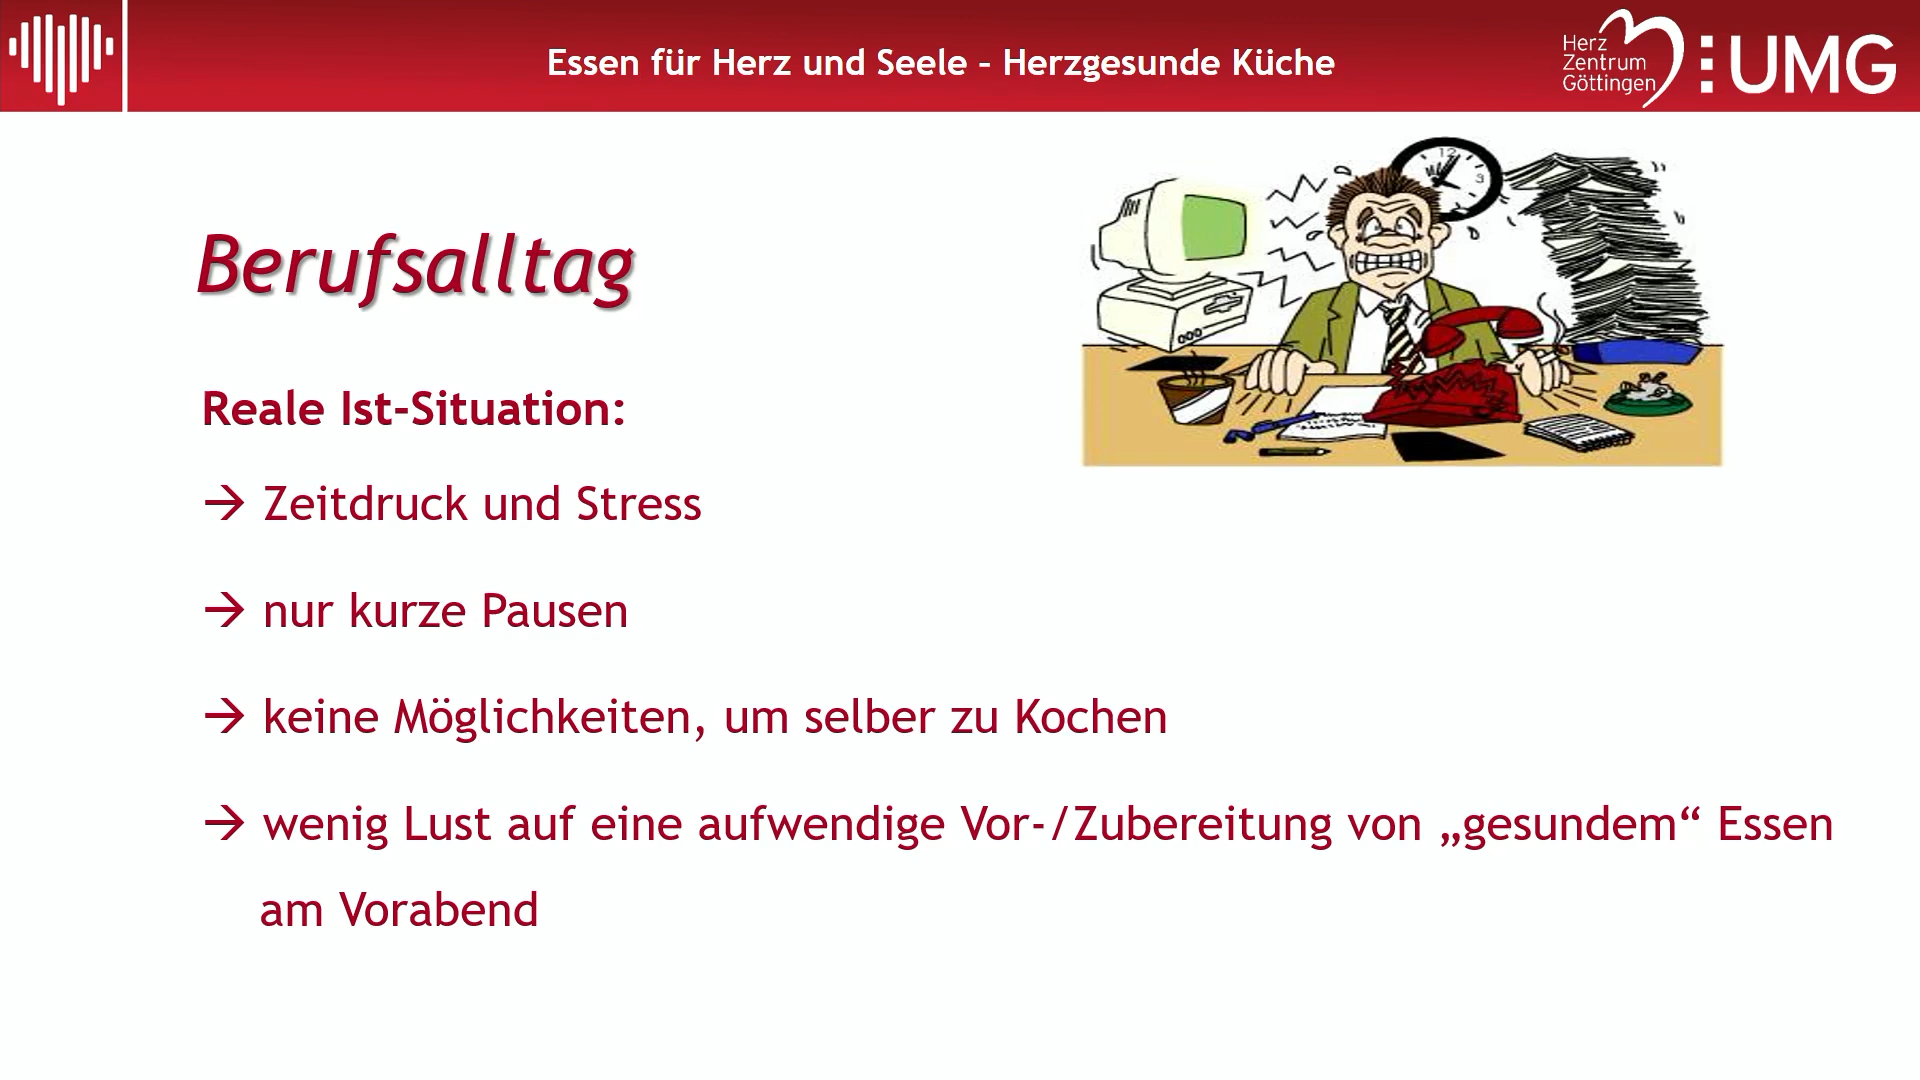 Essen für Herz und Seele – Herzgesunde Küche
Herz
Zentrum
Göttingen
UMG
12
3
Berufsalltag
Reale Ist-Situation:
→ Zeitdruck und Stress
→ nur kurze Pausen
→ keine Möglichkeiten, um selber zu Kochen
→ wenig Lust auf eine aufwendige Vor-/Zubereitung von „gesundem“ Essen
am Vorabend